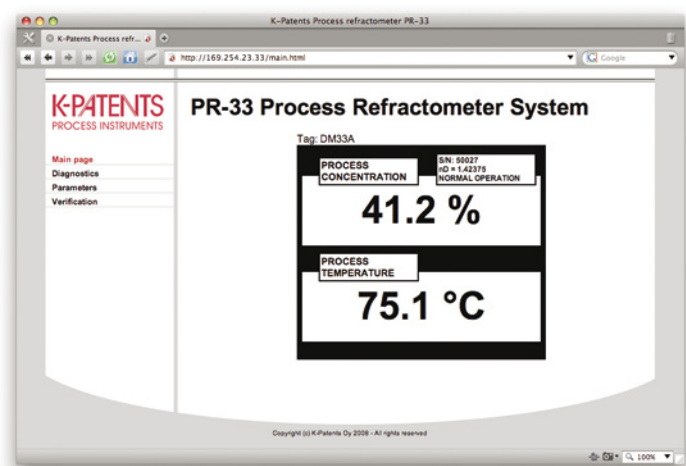 K-Patents Process refractometer PR-33
K-Patents Process refr...
http://169.254.23.33/main.html
Google
K-PATENTS
PROCESS INSTRUMENTS
PR-33 Process Refractometer System
Tag: DM33A
Main page
Diagnostics
Parameters
Verification
PROCESS
CONCENTRATION
S/N: 50027
nD = 1.42375
NORMAL OPERATION
41.2 %
PROCESS
TEMPERATURE
75.1 °C
Copyright (c) K-Patents Oy 2008 - All rights reserved
100%